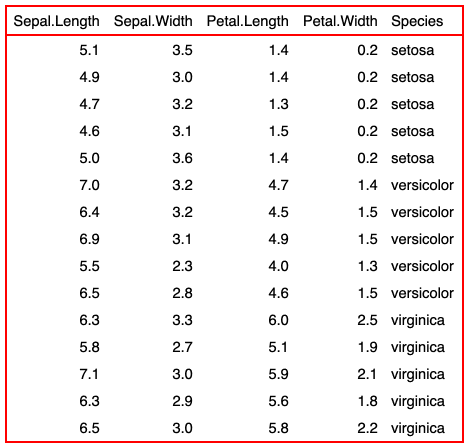 Sepal.Length Sepal.Width Petal.Length Petal.Width Species
5.1 3.5 1.4 0.2 setosa
4.9 3.0 1.4 0.2 setosa
4.7 3.2 1.3 0.2 setosa
4.6 3.1 1.5 0.2 setosa
5.0 3.6 1.4 0.2 setosa
7.0 3.2 4.7 1.4 versicolor
6.4 3.2 4.5 1.5 versicolor
6.9 3.1 4.9 1.5 versicolor
5.5 2.3 4.0 1.3 versicolor
6.5 2.8 4.6 1.5 versicolor
6.3 3.3 6.0 2.5 virginica
5.8 2.7 5.1 1.9 virginica
7.1 3.0 5.9 2.1 virginica
6.3 2.9 5.6 1.8 virginica
6.5 3.0 5.8 2.2 virginica